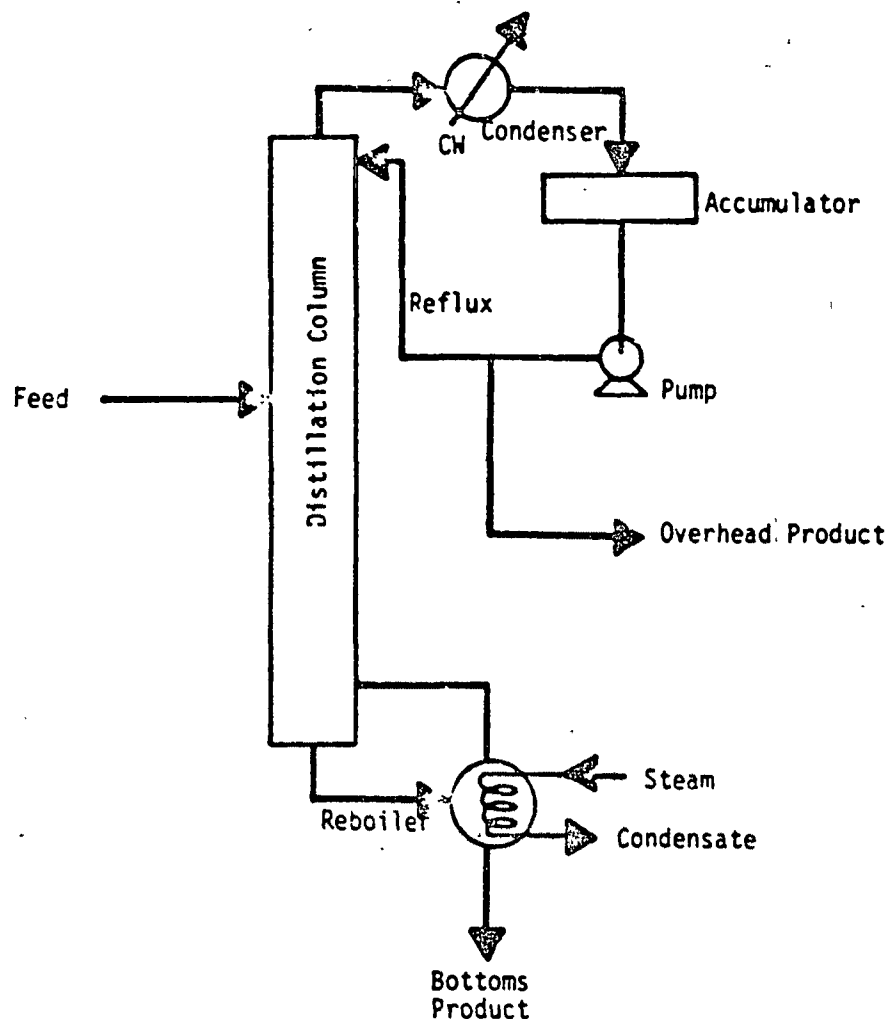 CW
Condenser
Accumulator
Reflux
Distillation Column
Pump
Feed
Overhead Product
Steam
Reboiler
Condensate
Bottoms
Product